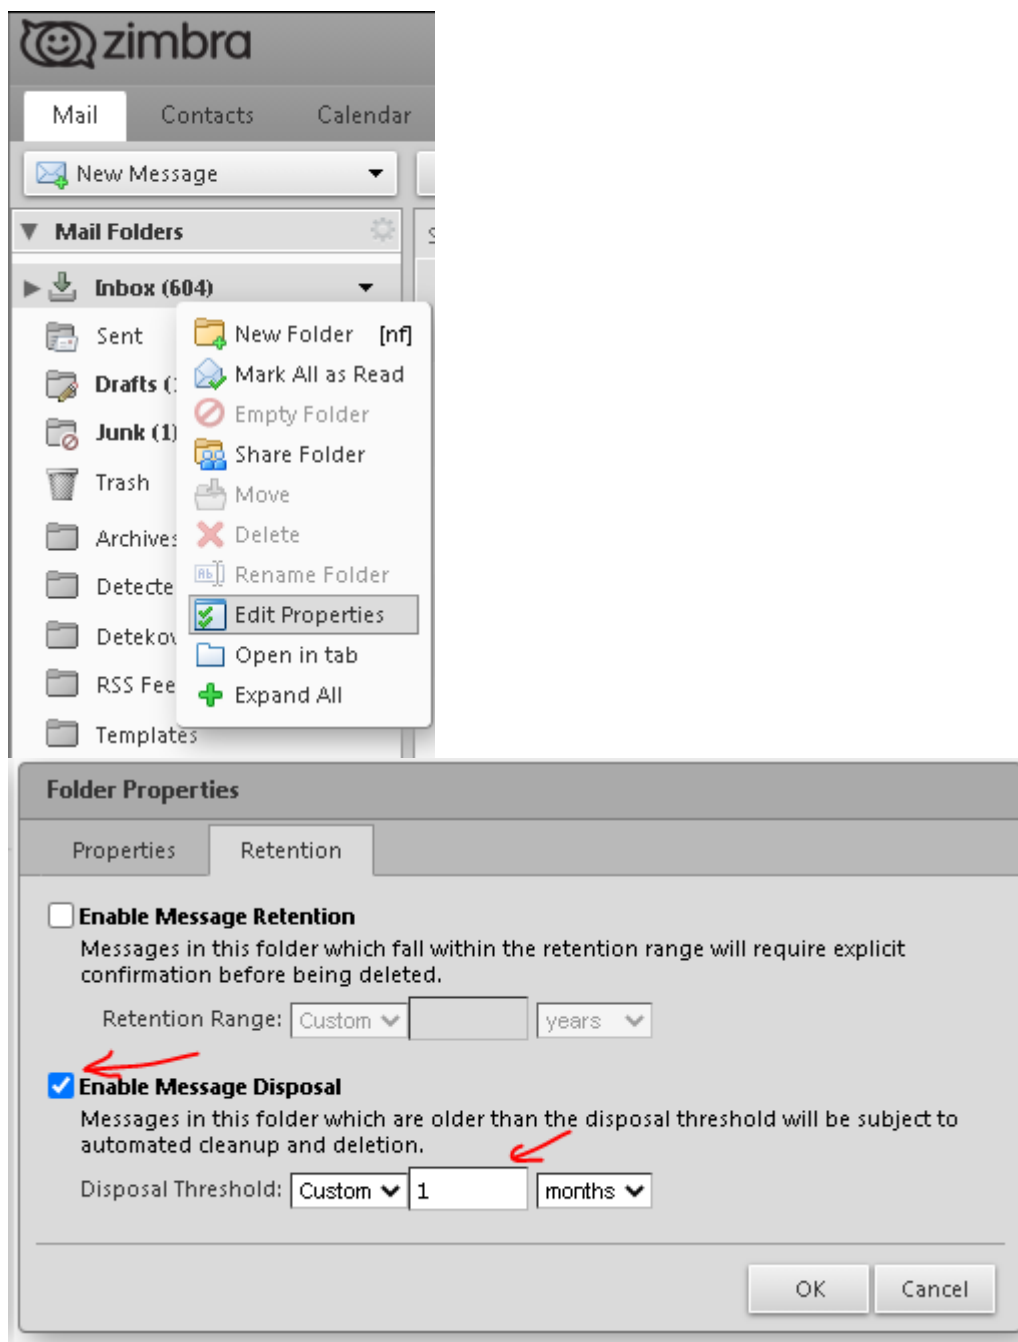 zimbra
Mail Contacts Calendar
New Message
Mail Folders
Inbox (604)
New Folder [nf]
Sent
Mark All as Read
Drafts (
Empty Folder
Junk (1)
Share Folder
Trash
Move
Archives
Delete
Detecte
Rename Folder
Edit Properties
Detekov
Open in tab
RSS Fee
Expand All
Templates
Folder Properties
Properties Retention
Enable Message Retention
Messages in this folder which fall within the retention range will require explicit
confirmation before being deleted.
Retention Range: Custom years
Enable Message Disposal
Messages in this folder which are older than the disposal threshold will be subject to
automated cleanup and deletion.
Disposal Threshold: Custom 1 months
OK Cancel